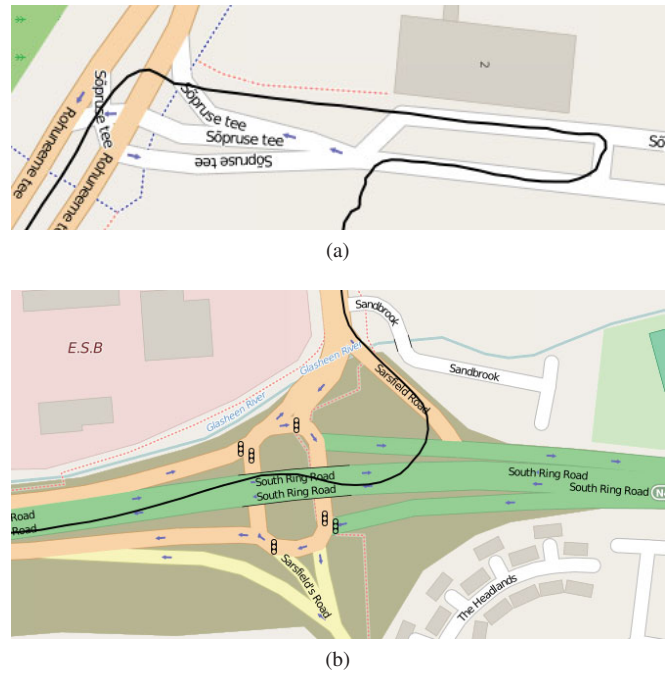 2
Sõpruse tee
Sõpruse tee
Sõpruse tee
Sõpruse tee
Rohuneeme tee
Rohuneeme te
Sõ
(a)
E.S.B
Glasheen River
Glasheen River
Sandbrook
Sandbrook
Sarsfield Road
South Ring Road
South Ring Road
South Ring Road
South Ring Road
Road
Road
Sarsfield's Road
The Headlands
(b)